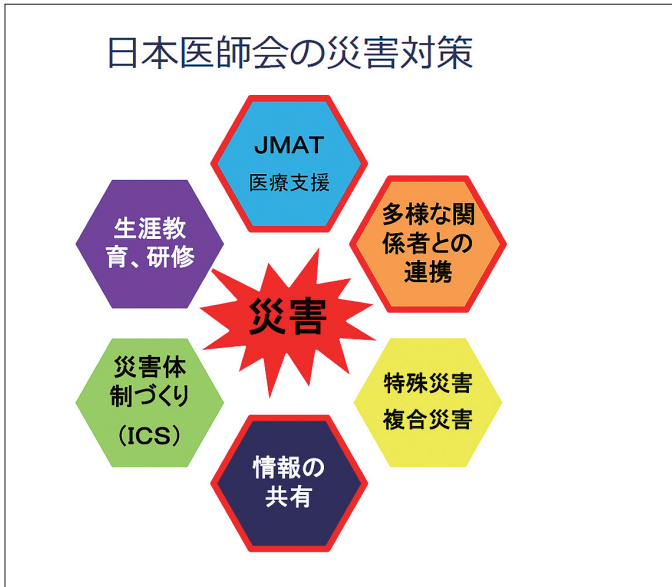 日本医師会の災害対策
JMAT
医療支援
多様な関
係者との
連携
特殊災害
複合災害
情報の
共有
災害体
制づくり
（ICS）
生涯教
育、研修
災害